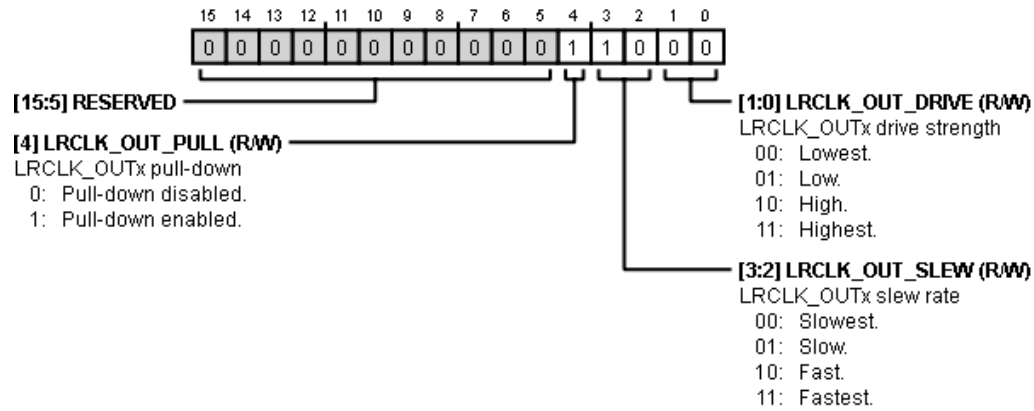 15 14 13 12 11 10 9 8 7 6 5 4 3 2 1 0
0 0 0 0 0 0 0 0 0 0 0 1 1 0 0 0
[15:5] RESERVED
[4] LRCLK_OUT_PULL (R/W)
LRCLK_OUTx pull-down
0: Pull-down disabled.
1: Pull-down enabled.
[1:0] LRCLK_OUT_DRIVE (R/W)
LRCLK_OUTx drive strength
00: Lowest.
01: Low.
10: High.
11: Highest.
[3:2] LRCLK_OUT_SLEW (R/W)
LRCLK_OUTx slew rate
00: Slowest.
01: Slow.
10: Fast.
11: Fastest.